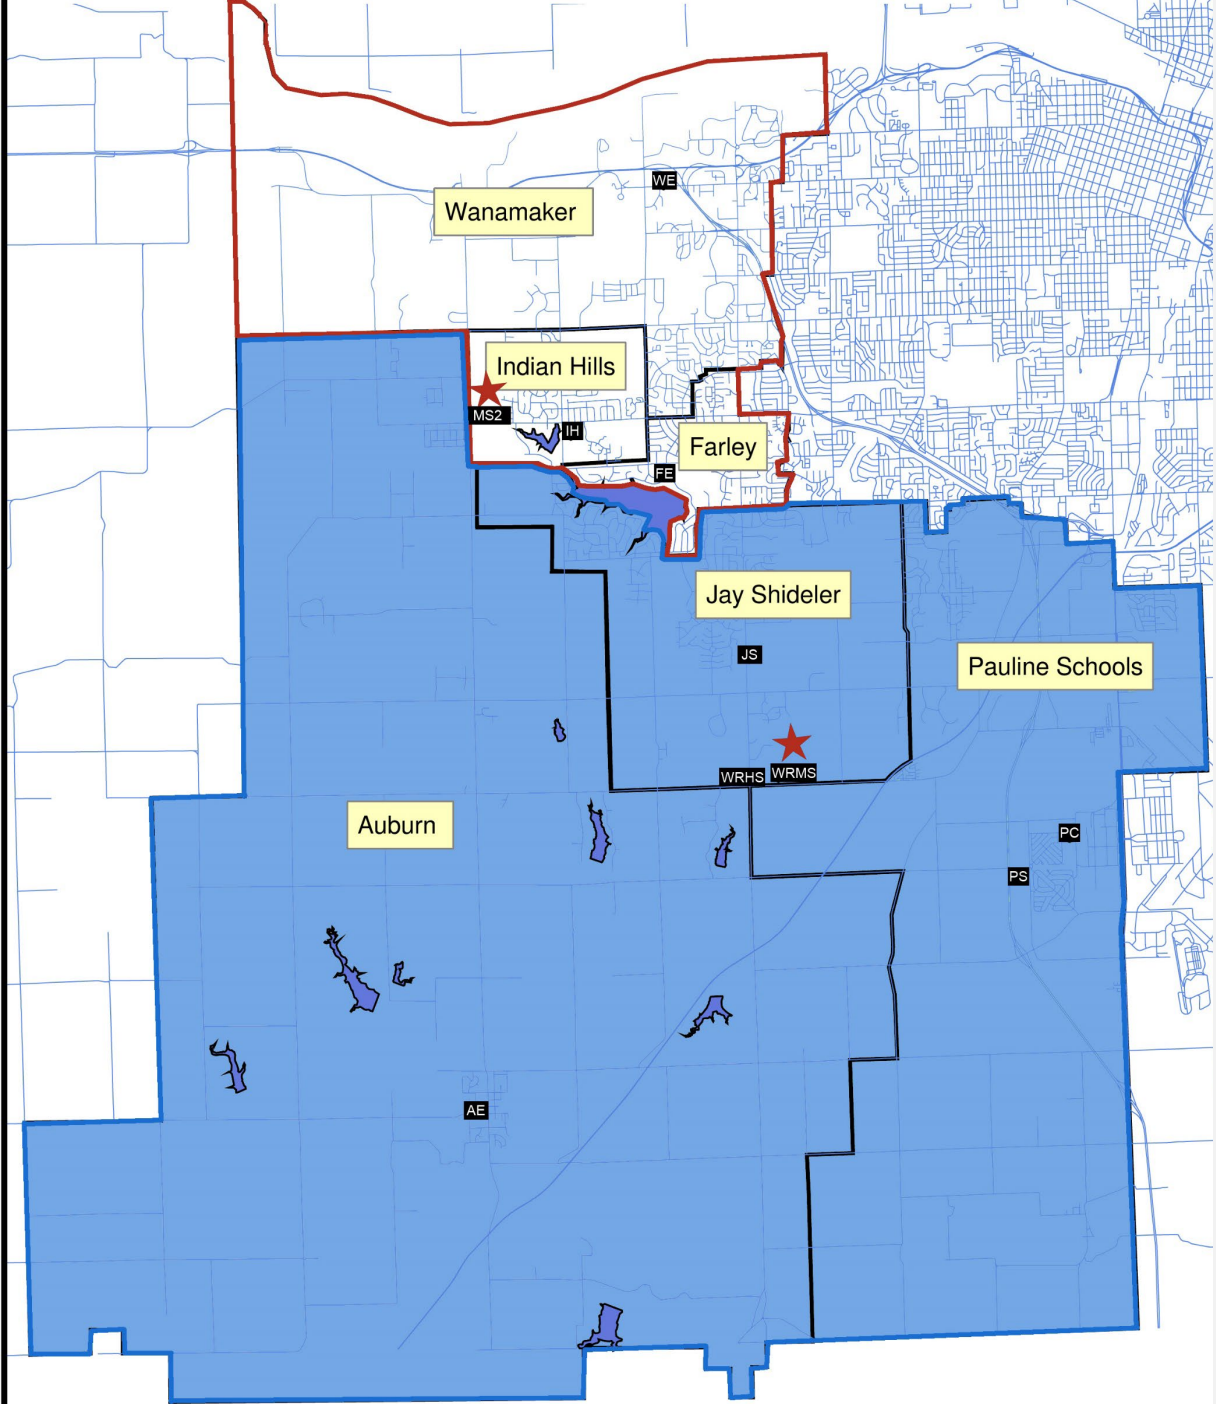 WE
Wanamaker
Indian Hills
MS2
IH
Farley
FE
Jay Shideler
JS
Pauline Schools
WRHS
WRMS
Auburn
PC
PS
AE